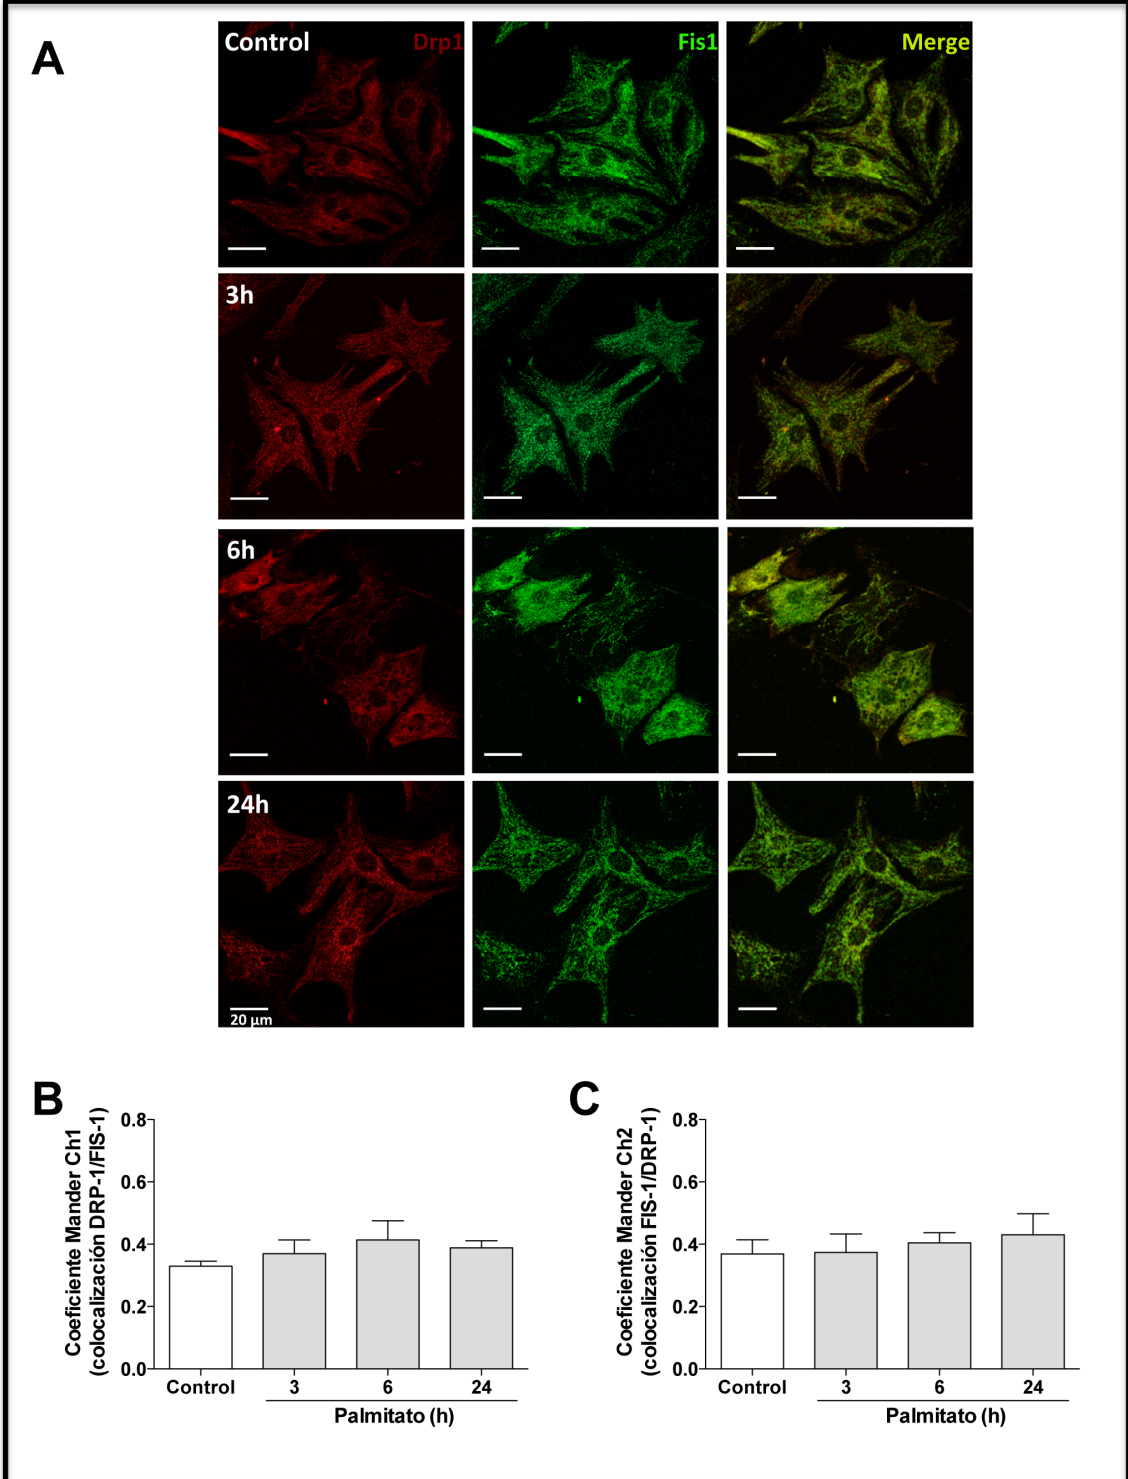 A
Control
Drp1
Fis1
Merge
3h
6h
24h
20 µm
B
Coeficiente Mander Ch1
(colocalización DRP-1/FIS-1)
0.8
0.6
0.4
0.2
0.0
Control
3
6
24
Palmitato (h)
C
Coeficiente Mander Ch2
(colocalización FIS-1/DRP-1)
0.8
0.6
0.4
0.2
0.0
Control
3
6
24
Palmitato (h)